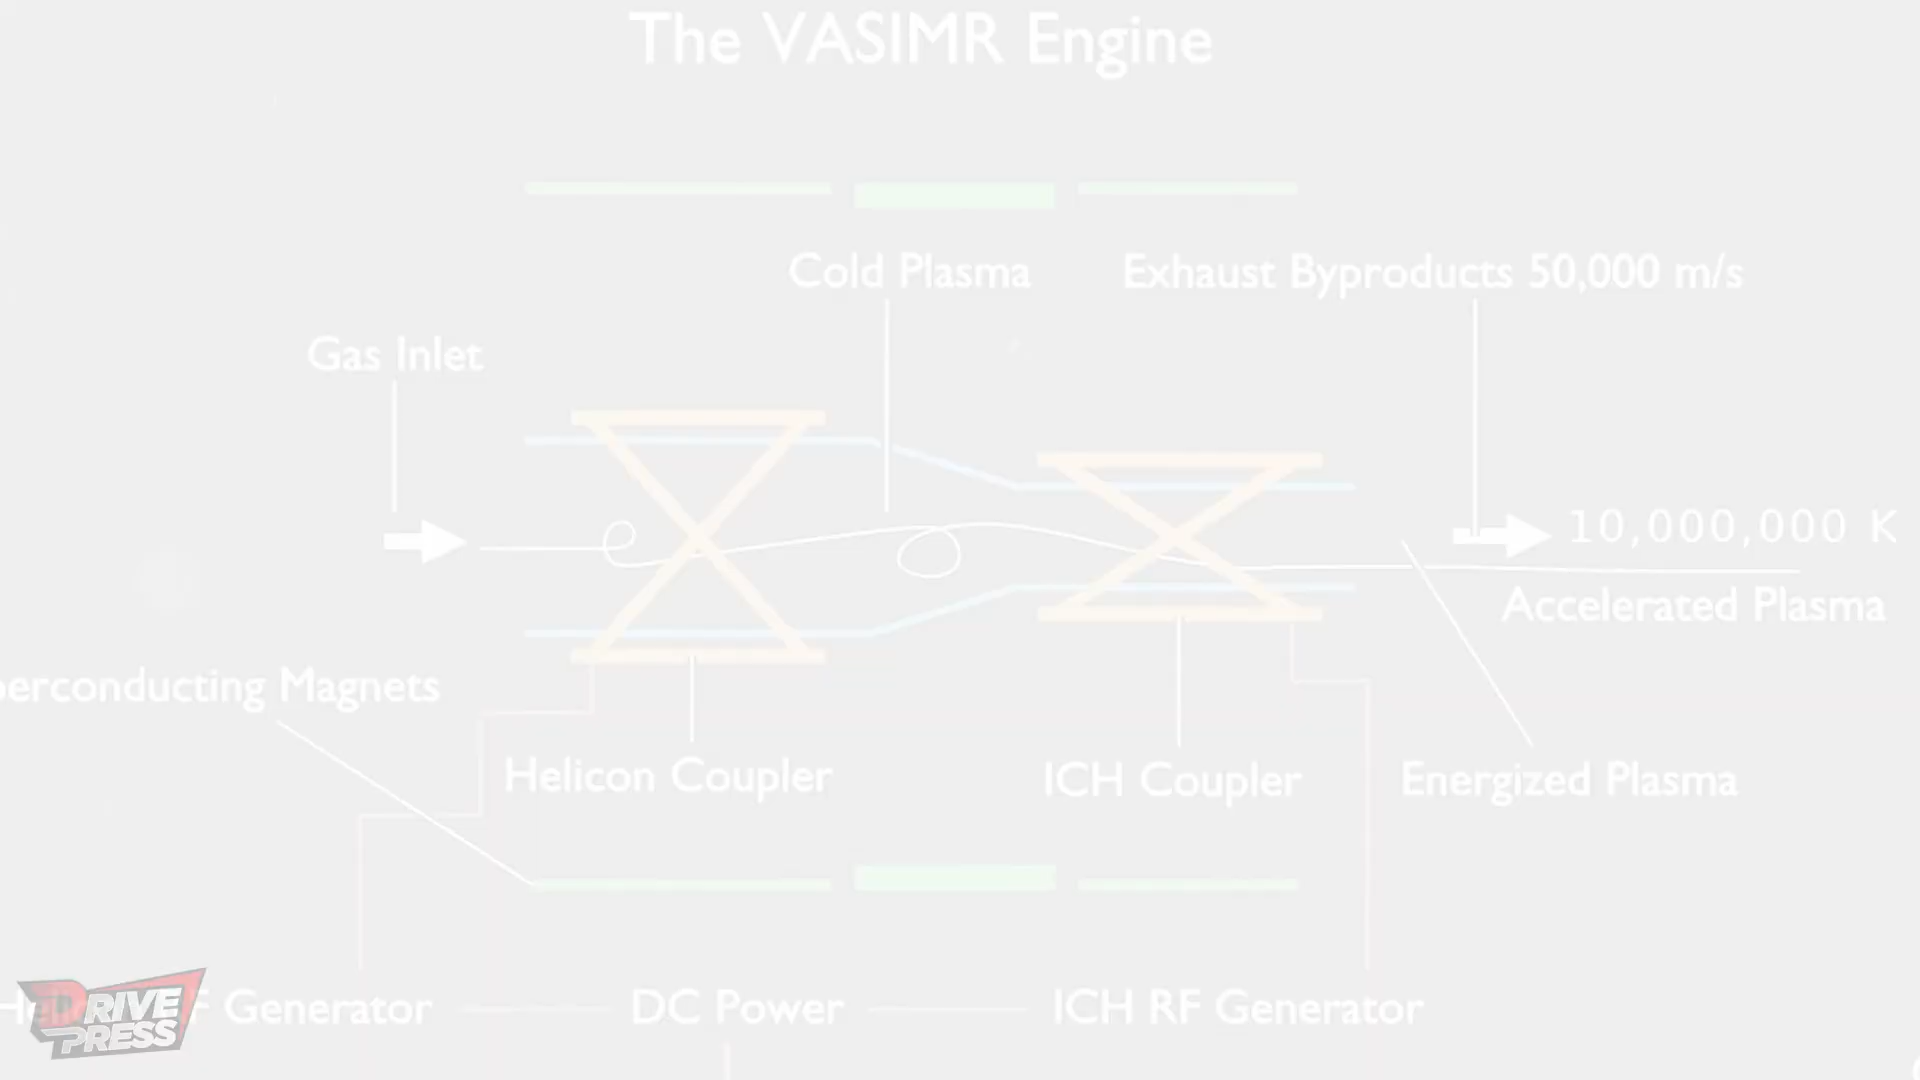 The VASIMR Engine
Cold Plasma
Exhaust Byproducts 50,000 m/s
Gas Inlet
10,000,000 K
Accelerated Plasma
perconducting Magnets
Helicon Coupler
ICH Coupler
Energized Plasma
Generator
DC Power
ICH RF Generator
DRIVE
PRESS